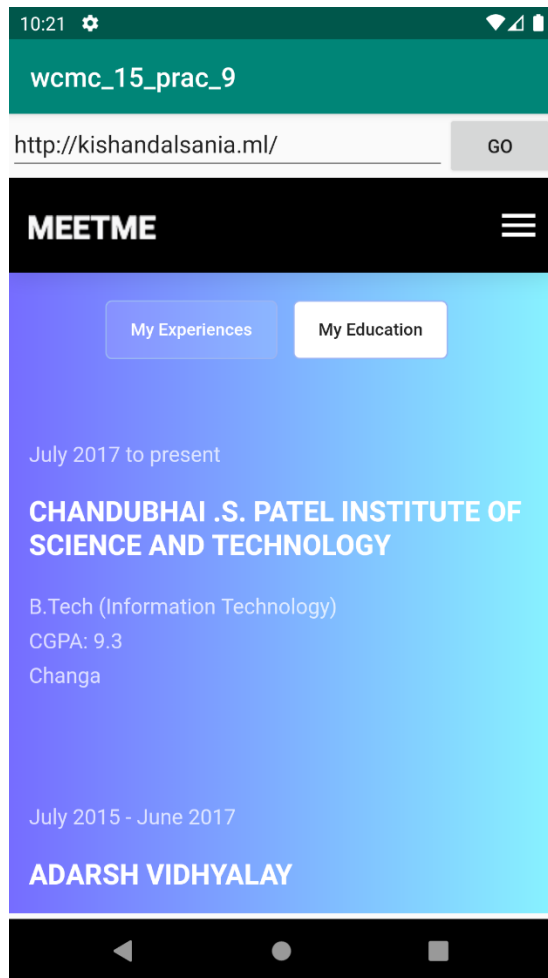 10:21
wcmc_15_prac_9
http://kishandalsania.ml/
GO
MEETME
My Experiences
My Education
July 2017 to present
CHANDUBHAI .S. PATEL INSTITUTE OF
SCIENCE AND TECHNOLOGY
B.Tech (Information Technology)
CGPA: 9.3
Changa
July 2015 - June 2017
ADARSH VIDHYALAY